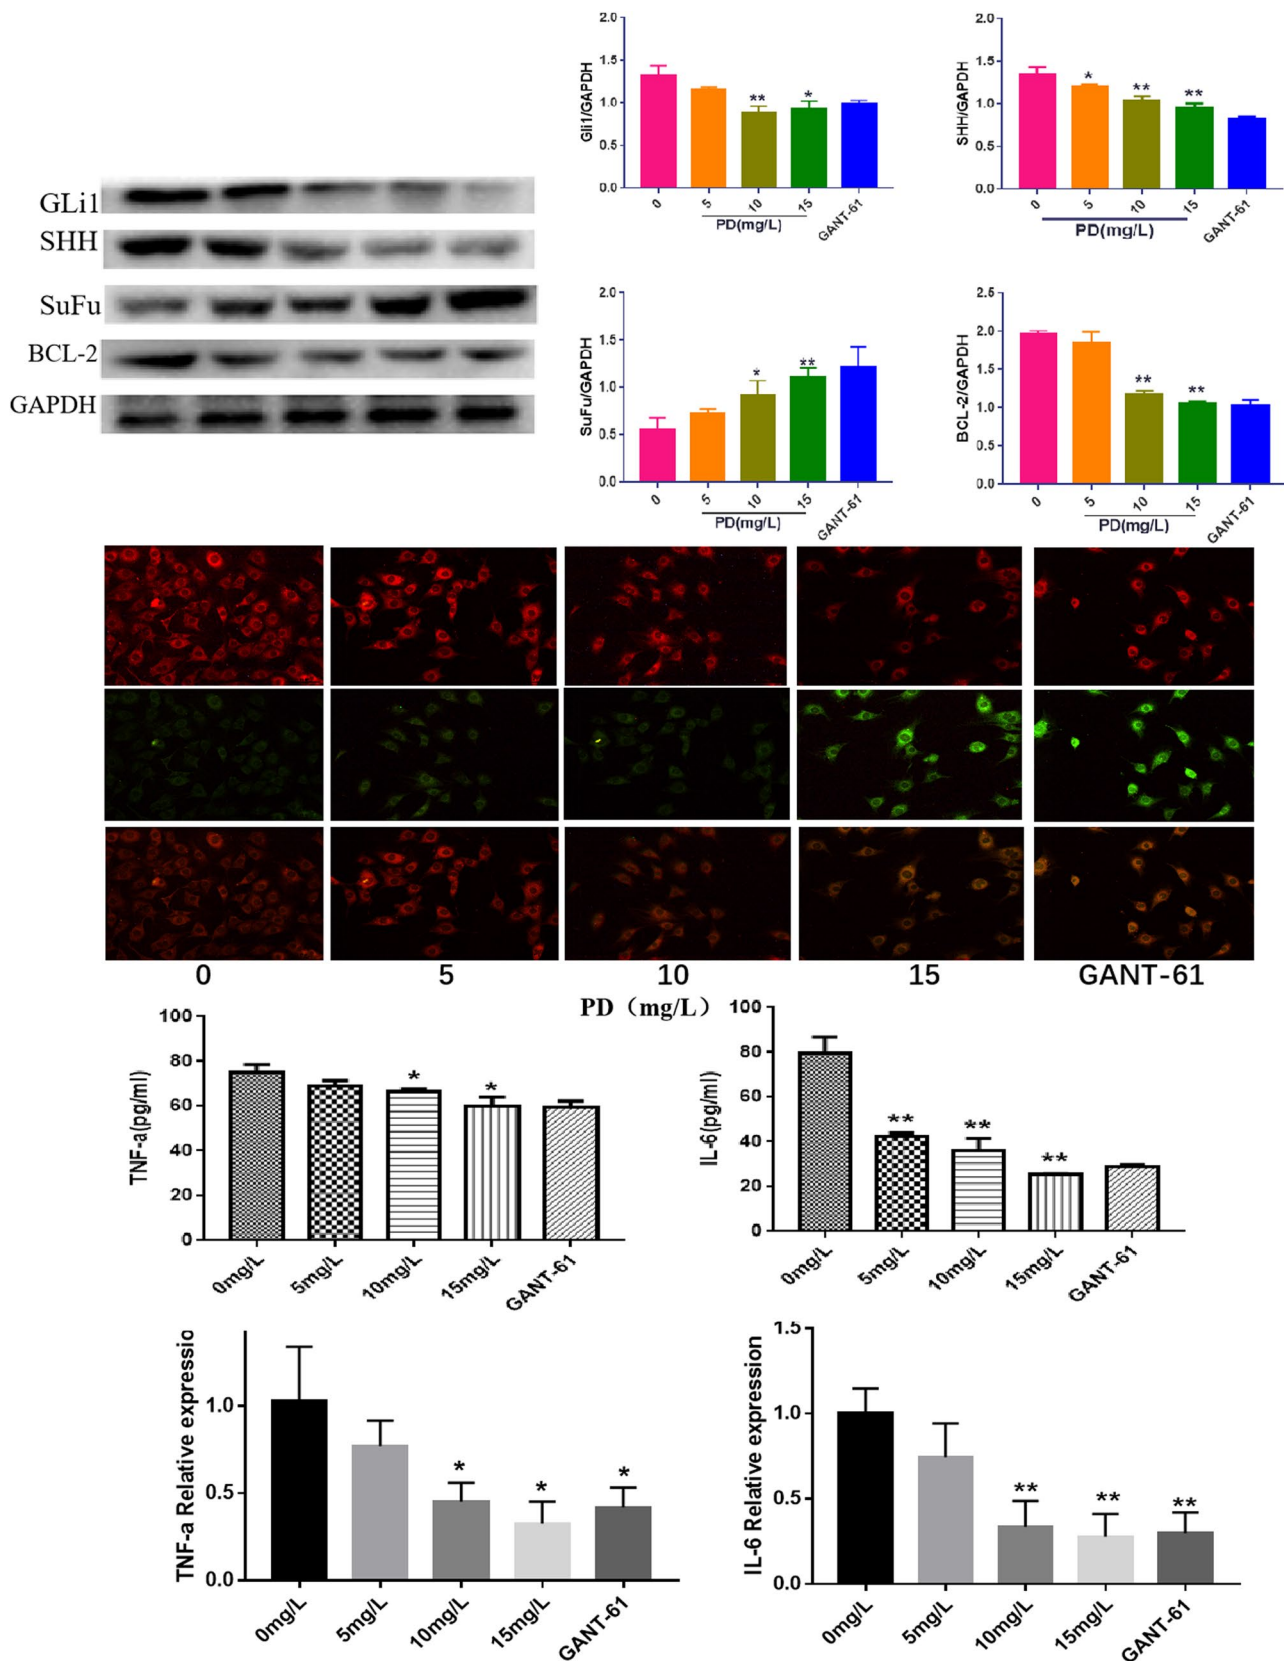 GLi1
SHH
SuFu
BCL-2
GAPDH
Gli1/GAPDH
2.0
1.5
1.0
0.5
0.0
0
5
10
15
GANT-61
PD(mg/L)
SHH/GAPDH
2.0
1.5
1.0
0.5
0.0
*
**
**
0
5
10
15
GANT-61
PD(mg/L)
**
*
SuFu/GAPDH
2.0
1.5
1.0
0.5
0.0
*
**
0
5
10
15
GANT-61
PD(mg/L)
BCL-2/GAPDH
2.5
2.0
1.5
1.0
0.5
0.0
**
**
0
5
10
15
GANT-61
PD(mg/L)
0
5
10
15
GANT-61
PD（mg/L）
TNF-a(pg/ml)
100
80
60
40
20
0
*
*
0mg/L
5mg/L
10mg/L
15mg/L
GANT-61
IL-6(pg/ml)
100
80
60
40
20
0
**
**
**
0mg/L
5mg/L
10mg/L
15mg/L
GANT-61
TNF-a Relative expressio
1.0
0.5
0.0
*
*
*
0mg/L
5mg/L
10mg/L
15mg/L
GANT-61
IL-6 Relative expression
1.5
1.0
0.5
0.0
**
**
**
0mg/L
5mg/L
10mg/L
15mg/L
GANT-61